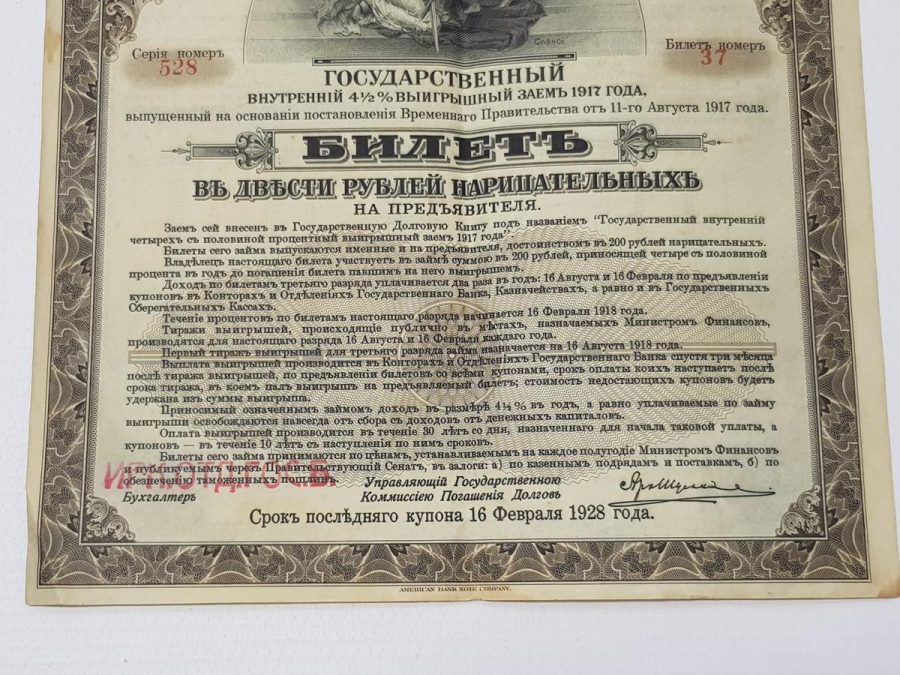 Серія номеръ
528
Билетъ номеръ
37
ГОСУДАРСТВЕННЫЙ
ВНУТРЕННІЙ 4½% ВЫИГРЫШНЫЙ ЗАЕМЪ 1917 ГОДА,
выпущенный на основаніи постановленія Временнаго Правительства отъ 11-го Августа 1917 года.
БИЛЕТЪ
ВЪ ДВѢСТИ РУБЛЕЙ НАРИЦАТЕЛЬНЫХЪ
НА ПРЕДЪЯВИТЕЛЯ.
Заемъ сей внесенъ въ Государственную Долговую Книгу подъ названіемъ "Государственный внутренній
четырехъ съ половиной процентный выигрышный заемъ 1917 года"
Билеты сего займа выпускаются именные и на предъявителя, достоинствомъ въ 200 рублей нарицательныхъ.
Владѣлецъ настоящаго билета участвуетъ въ займѣ суммою въ 200 рублей, приносящей четыре съ половиной
процента въ годъ до погашенія билета павшимъ на него выигрышемъ.
Доходъ по билетамъ третьяго разряда уплачивается два раза въ годъ: 16 Августа и 16 Февраля по предъявленіи
купоновъ въ Конторахъ и Отдѣленіяхъ Государственнаго Банка, Казначействахъ, а равно и въ Государственныхъ
Сберегательныхъ Кассахъ.
Теченіе процентовъ по билетамъ настоящаго разряда начинается 16 Февраля 1918 года.
Тиражи выигрышей, происходящіе публично въ мѣстахъ, назначаемыхъ Министромъ Финансовъ,
производятся для настоящаго разряда 16 Августа и 16 Февраля каждаго года.
Первый тиражъ выигрышей для третьяго разряда займа назначается на 16 Августа 1918 года.
Выплата выигрышей производится въ Конторахъ и Отдѣленіяхъ Государственнаго Банка спустя три мѣсяца
послѣ тиража выигрышей, по предъявленіи билетовъ со всѣми купонами, срокъ оплаты коихъ наступаетъ послѣ
срока тиража, въ коемъ палъ выигрышъ на предъявляемый билетъ; стоимость недостающихъ купоновъ будетъ
удержана изъ суммы выигрыша.
Приносимый означеннымъ займомъ доходъ въ размѣрѣ 4½% въ годъ, а равно уплачиваемые по займу
выигрыши освобождаются навсегда отъ сбора съ доходовъ отъ денежныхъ капиталовъ.
Оплата выигрышей производится въ теченіе 30 лѣтъ со дня, назначеннаго для начала таковой уплаты, а
купоновъ — въ теченіе 10 лѣтъ съ наступленія по нимъ сроковъ.
Билеты сего займа принимаются по цѣнамъ, устанавливаемымъ на каждое полугодіе Министромъ Финансовъ
и публикуемымъ черезъ Правительствующій Сенатъ, въ залоги: а) по казеннымъ подрядамъ и поставкамъ, б) по
обезпеченію таможенныхъ пошлинъ.
Управляющій Государственною
Коммиссіею Погашенія Долговъ
Бухгалтеръ
Срокъ послѣдняго купона 16 Февраля 1928 года.
AMERICAN BANK NOTE COMPANY.